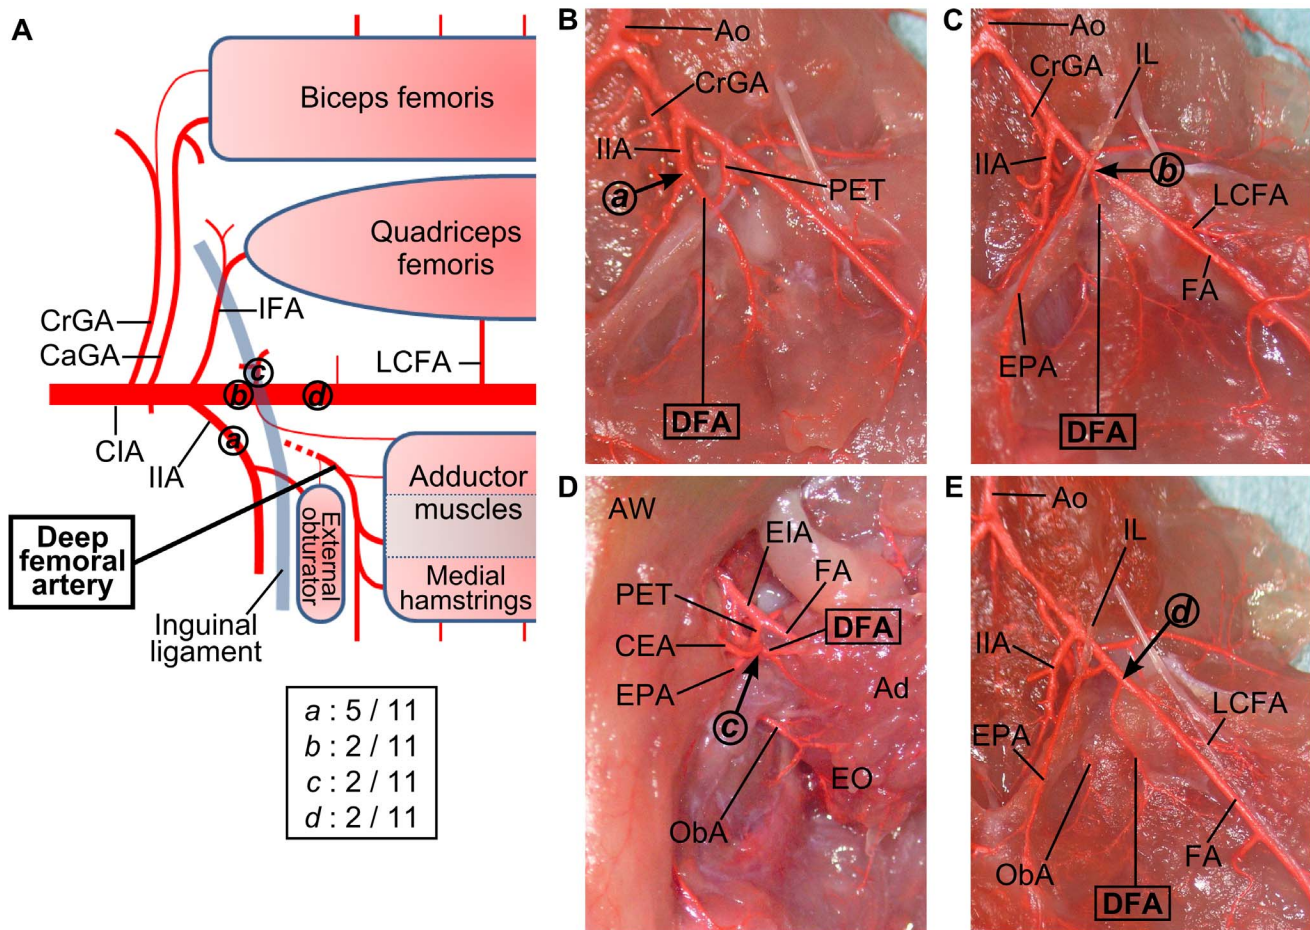 A
Biceps femoris
Quadriceps
femoris
IFA
CrGA
CaGA
LCFA
c
b
d
a
CIA
IIA
Adductor
muscles
Medial
hamstrings
External
obturator
Deep
femoral
artery
Inguinal
ligament
a : 5 / 11
b : 2 / 11
c : 2 / 11
d : 2 / 11
B
Ao
CrGA
IIA
a
PET
DFA
C
Ao
IL
CrGA
IIA
b
LCFA
FA
EPA
DFA
D
AW
EIA
FA
PET
DFA
CEA
EPA
Ad
c
EO
ObA
E
Ao
IL
d
IIA
LCFA
EPA
ObA
FA
DFA